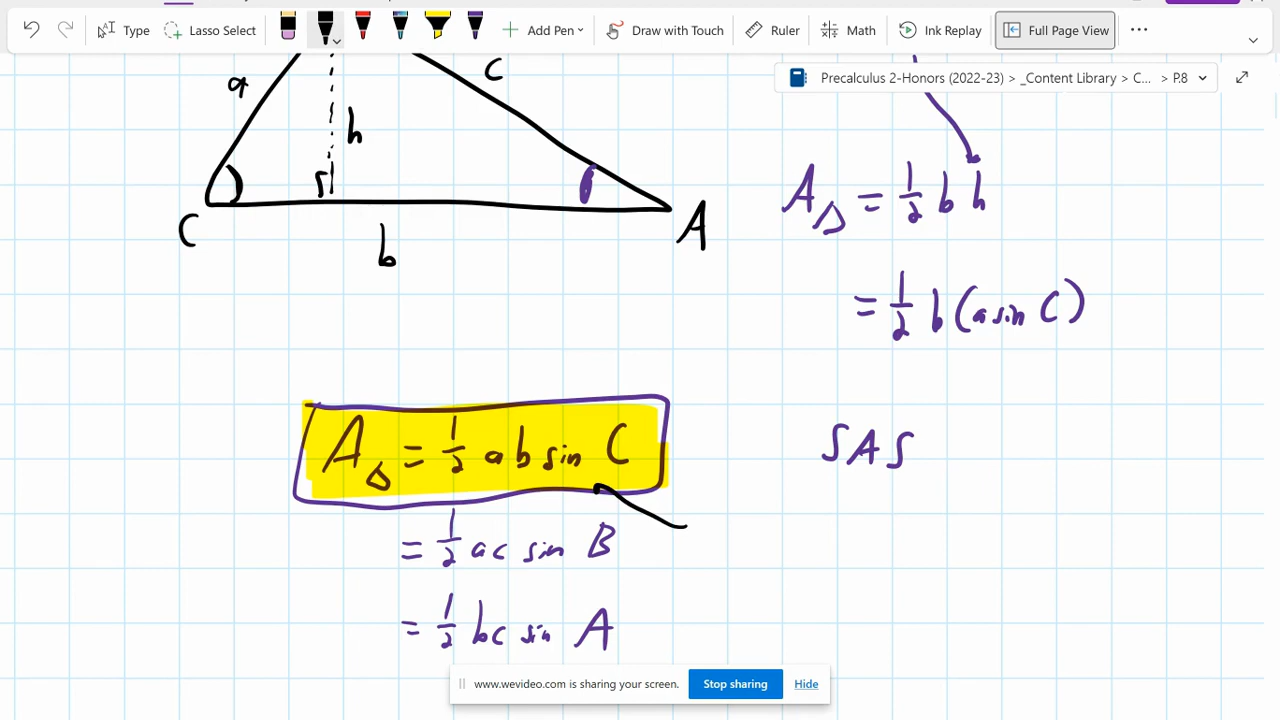 Type Lasso Select Add Pen Draw with Touch Ruler Math Ink Replay Full Page View
Precalculus 2-Honors (2022-23) > _Content Library > C... > P.8
a
c
h
C
b
A
A△ = 1/2 b h
= 1/2 b (a sin C)
A△ = 1/2 a b sin C
SAS
= 1/2 ac sin B
= 1/2 bc sin A
www.wevideo.com is sharing your screen. Stop sharing Hide